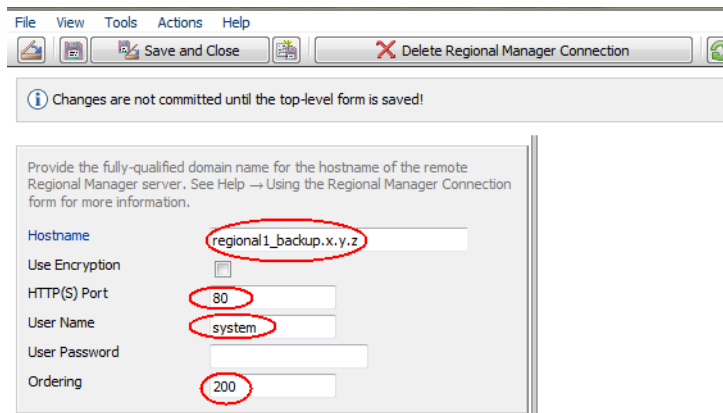 File View Tools Actions Help
Save and Close Delete Regional Manager Connection
Changes are not committed until the top-level form is saved!
Provide the fully-qualified domain name for the hostname of the remote
Regional Manager server. See Help → Using the Regional Manager Connection
form for more information.
Hostname regional1_backup.x.y.z
Use Encryption
HTTP(S) Port 80
User Name system
User Password
Ordering 200